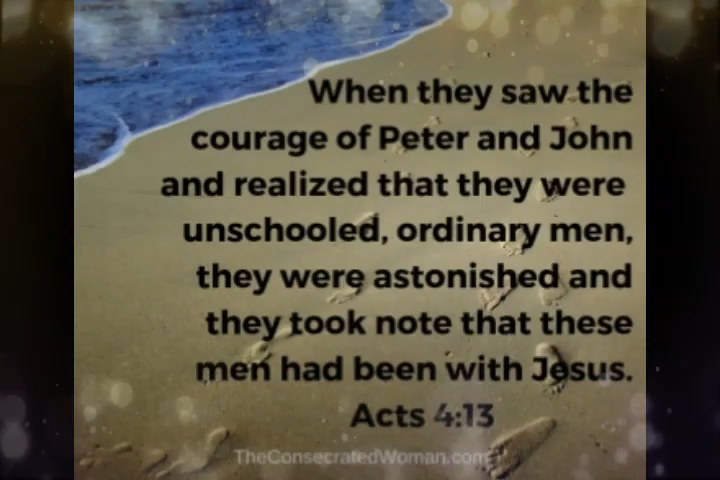 When they saw the
courage of Peter and John
and realized that they were
unschooled, ordinary men,
they were astonished and
they took note that these
men had been with Jesus.
Acts 4:13
TheConsecratedWoman.com